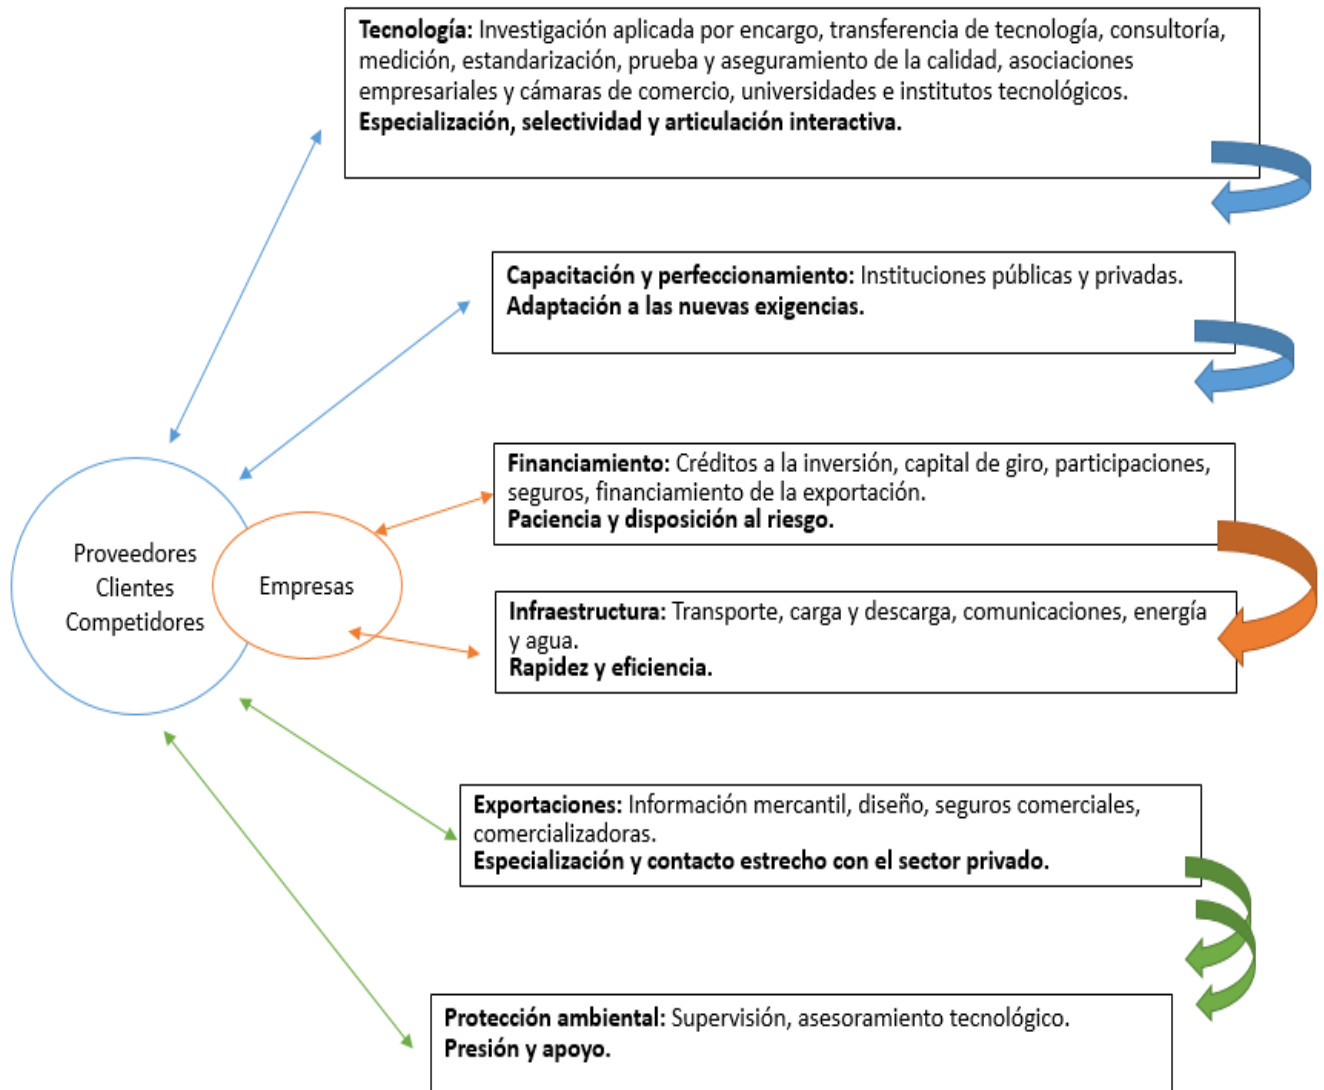 Tecnología: Investigación aplicada por encargo, transferencia de tecnología, consultoría,
medición, estandarización, prueba y aseguramiento de la calidad, asociaciones
empresariales y cámaras de comercio, universidades e institutos tecnológicos.
Especialización, selectividad y articulación interactiva.
Capacitación y perfeccionamiento: Instituciones públicas y privadas.
Adaptación a las nuevas exigencias.
Financiamiento: Créditos a la inversión, capital de giro, participaciones,
seguros, financiamiento de la exportación.
Paciencia y disposición al riesgo.
Proveedores
Clientes
Competidores
Empresas
Infraestructura: Transporte, carga y descarga, comunicaciones, energía
y agua.
Rapidez y eficiencia.
Exportaciones: Información mercantil, diseño, seguros comerciales,
comercializadoras.
Especialización y contacto estrecho con el sector privado.
Protección ambiental: Supervisión, asesoramiento tecnológico.
Presión y apoyo.